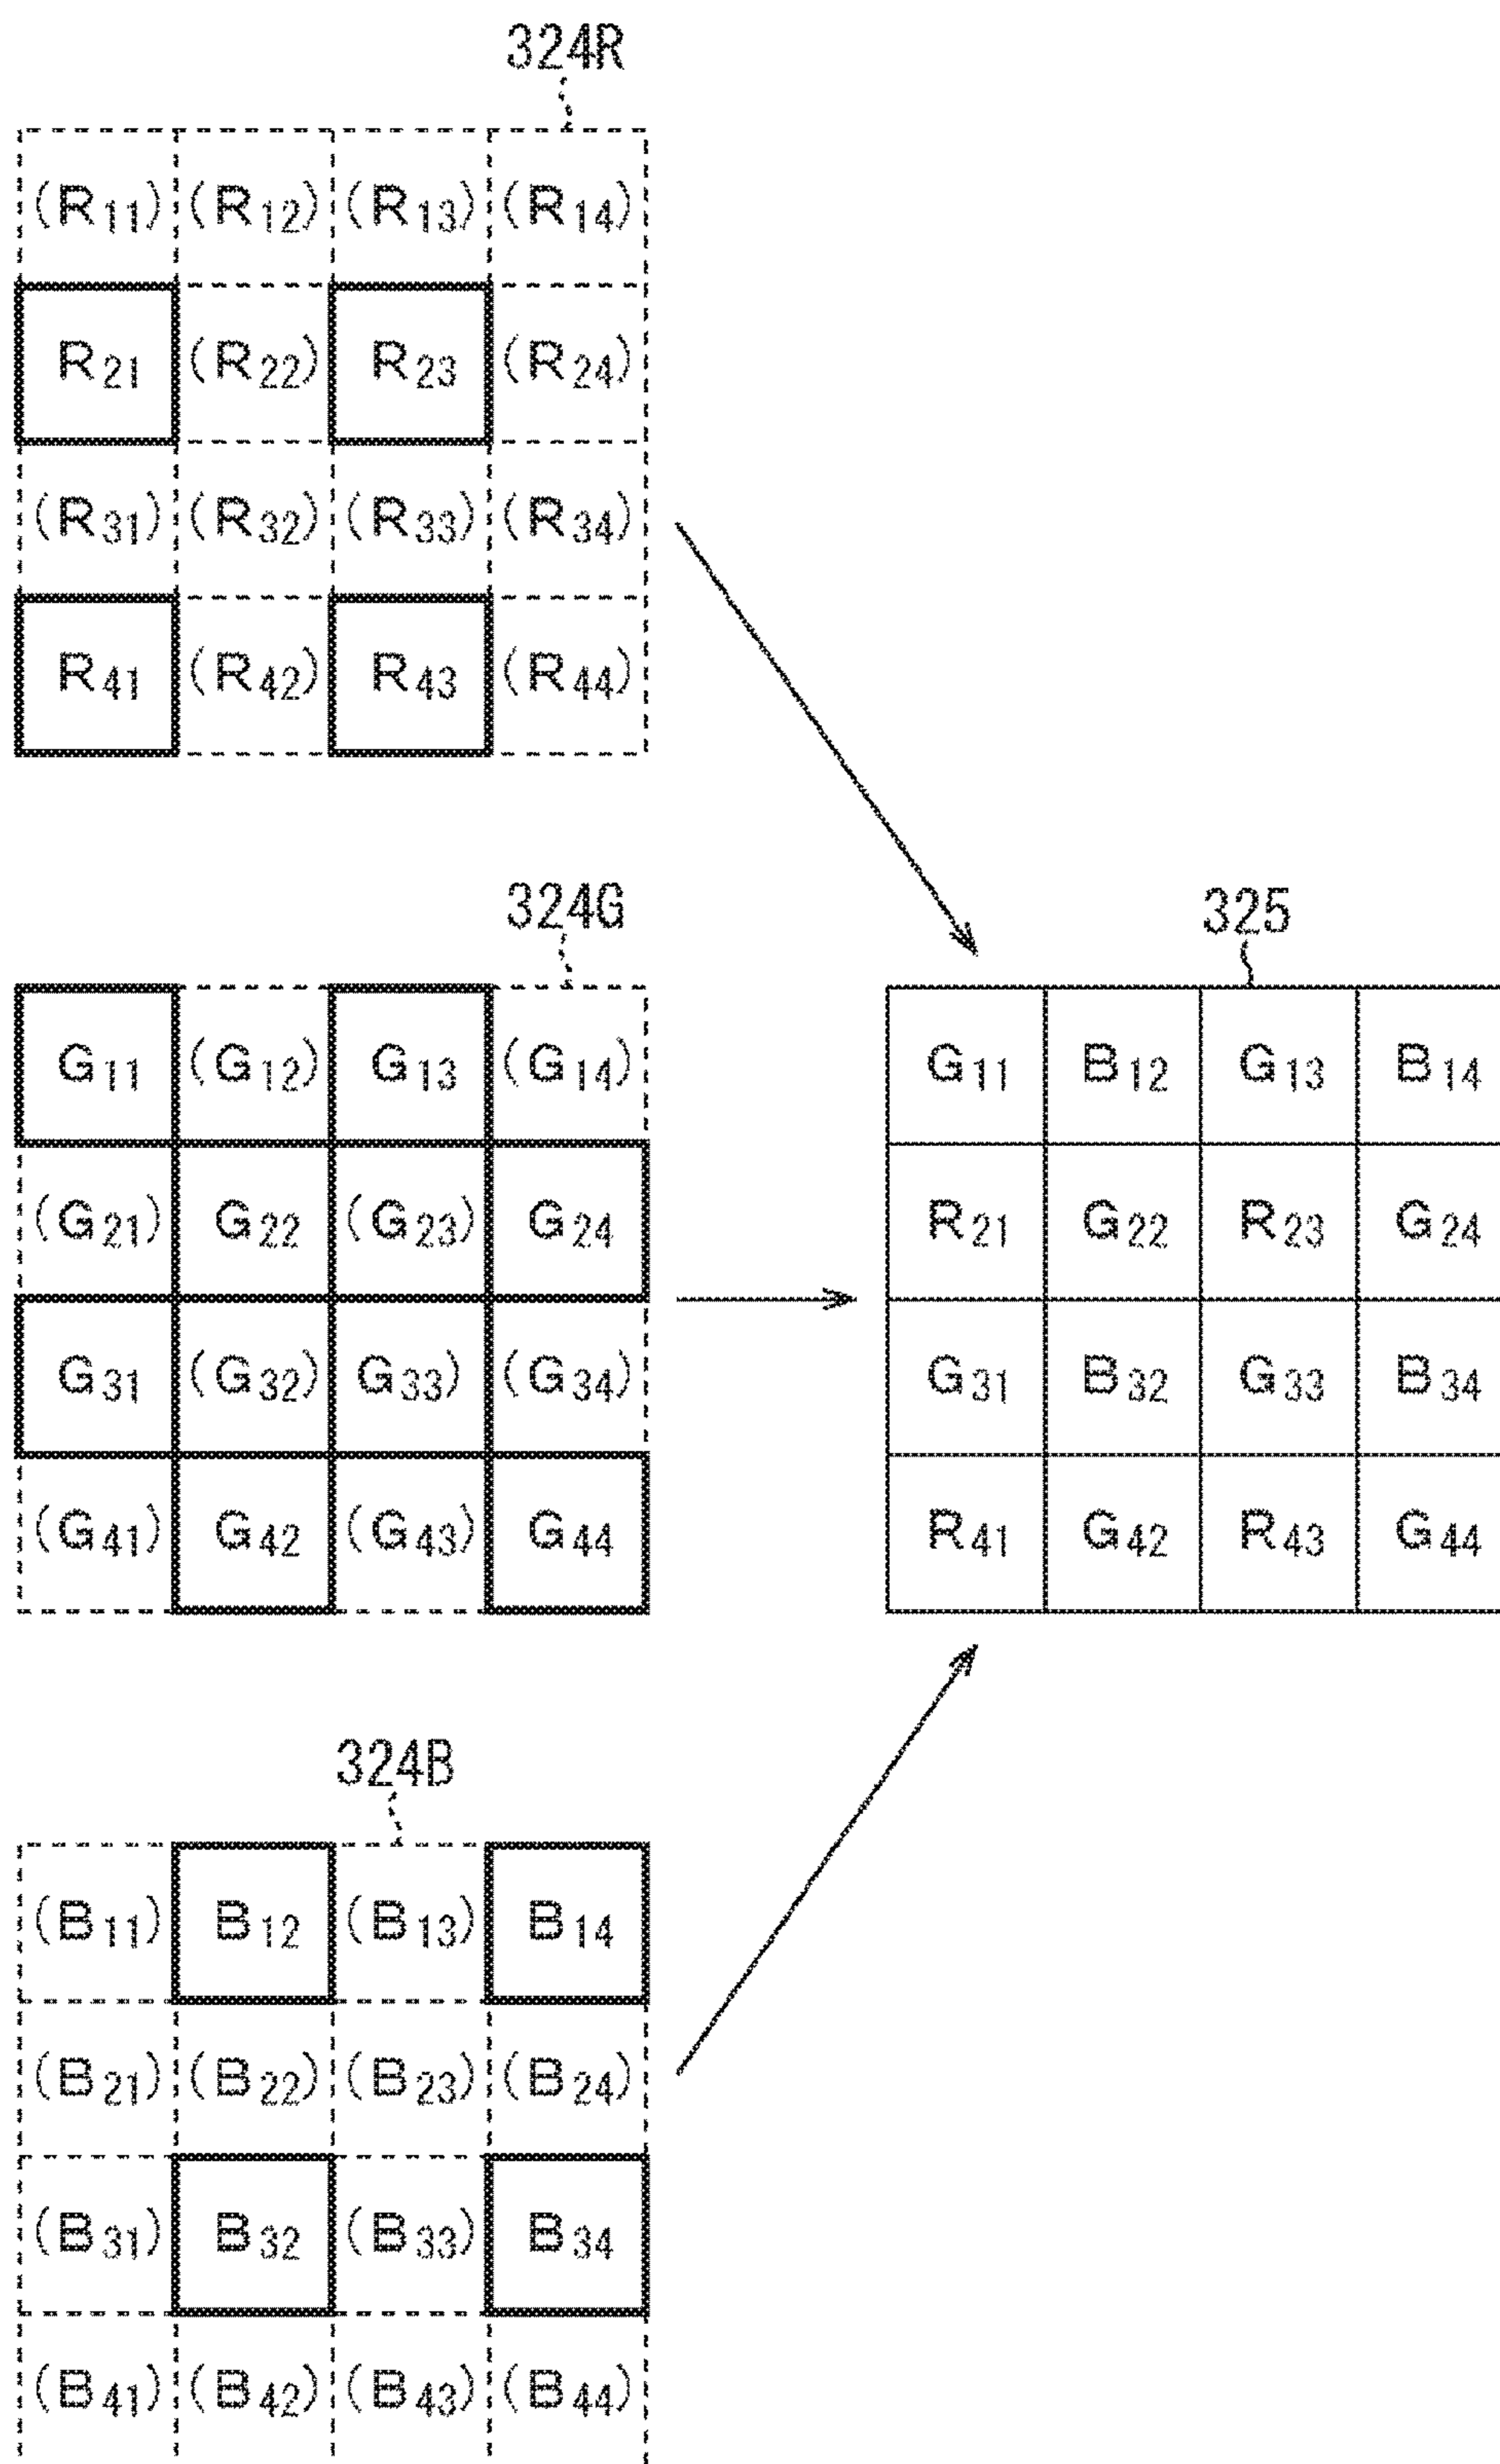 324R
(R11) (R12) (R13) (R14)
R21 (R22) R23 (R24)
(R31) (R32) (R33) (R34)
R41 (R42) R43 (R44)
324G
G11 (G12) G13 (G14)
(G21) G22 (G23) G24
G31 (G32) G33) (G34)
(G41) G42 (G43) G44
325
G11 B12 G13 B14
R21 G22 R23 G24
G31 B32 G33 B34
R41 G42 R43 G44
324B
(B11) B12 (B13) B14
(B21) (B22) (B23) (B24)
(B31) B32 (B33) B34
(B41) (B42) (B43) (B44)